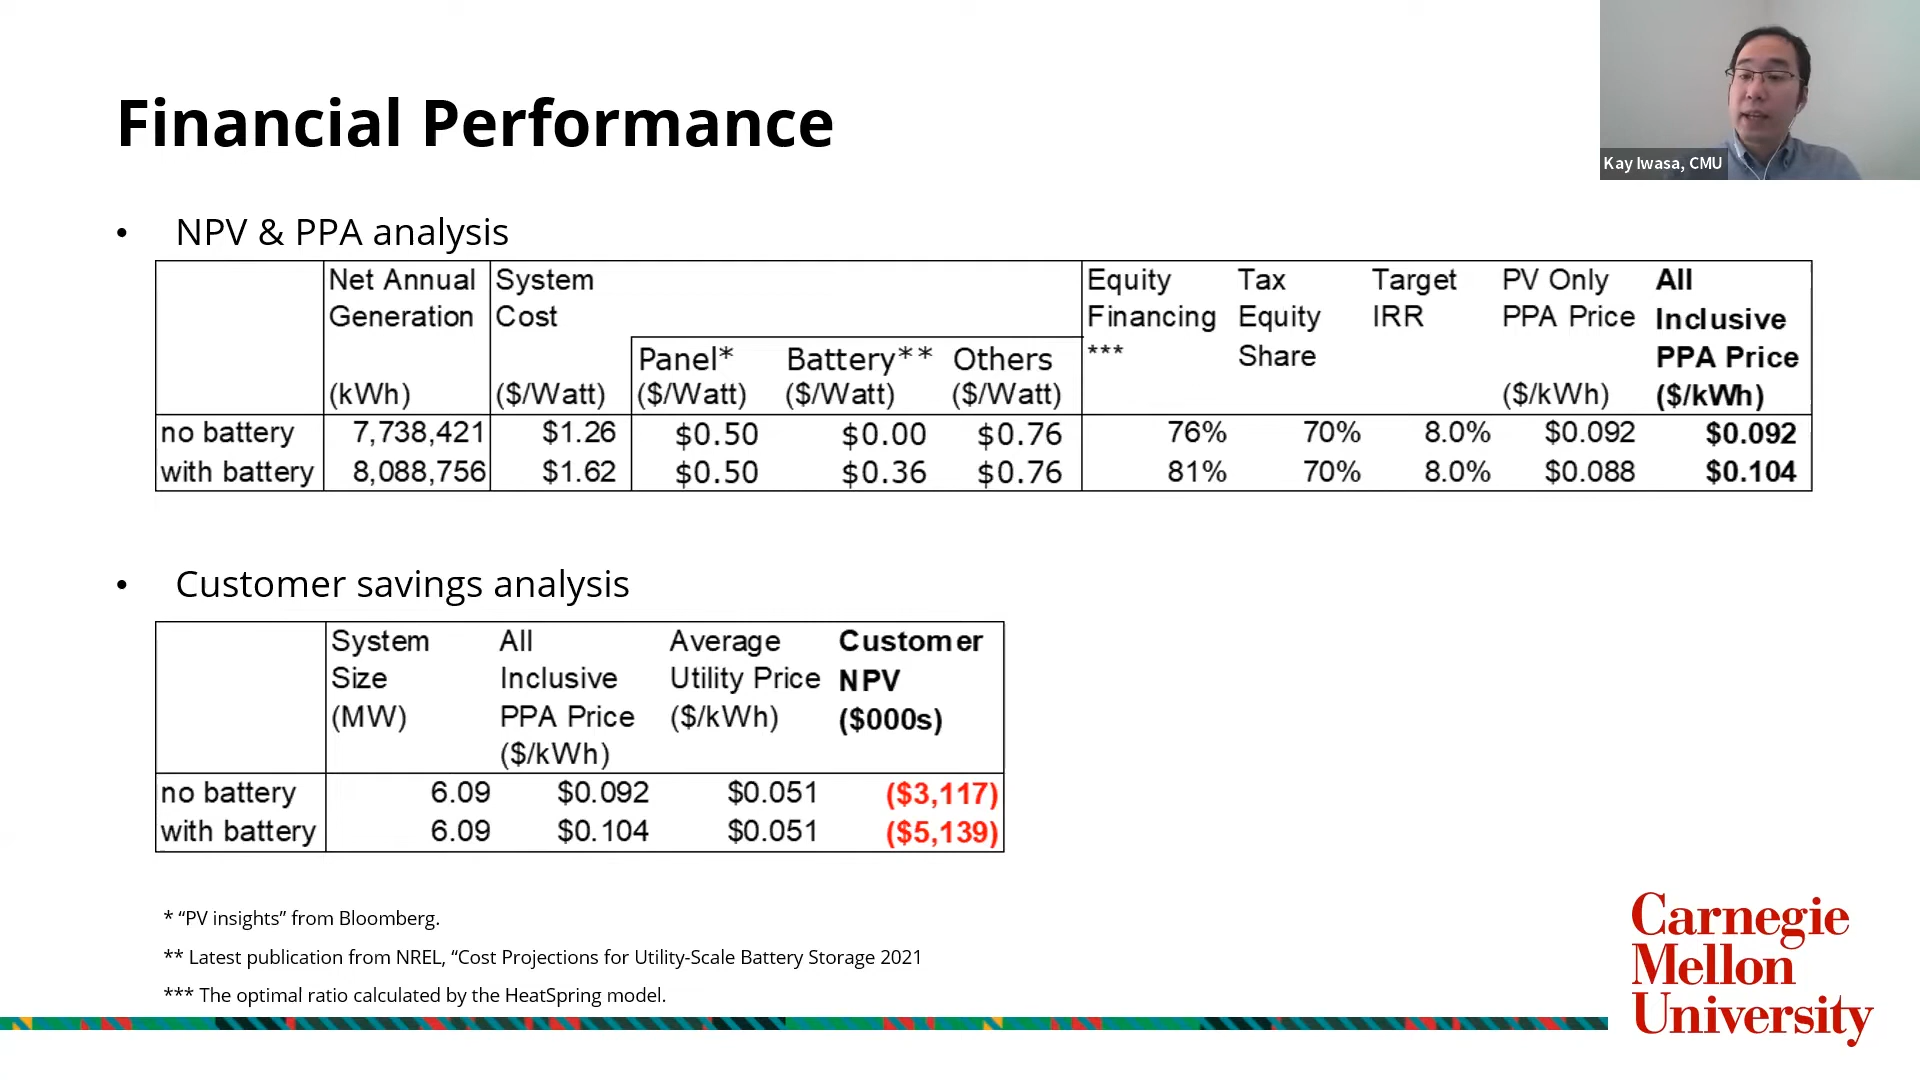 Financial Performance
Kay Iwasa, CMU
• NPV & PPA analysis
Net Annual System Equity Tax Target PV Only All
Generation Cost Financing Equity IRR PPA Price Inclusive
Panel* Battery** Others *** Share PPA Price
(kWh) ($/Watt) ($/Watt) ($/Watt) ($/Watt) ($/kWh) ($/kWh)
no battery 7,738,421 $1.26 $0.50 $0.00 $0.76 76% 70% 8.0% $0.092 $0.092
with battery 8,088,756 $1.62 $0.50 $0.36 $0.76 81% 70% 8.0% $0.088 $0.104
• Customer savings analysis
System All Average Customer
Size Inclusive Utility Price NPV
(MW) PPA Price ($/kWh) ($000s)
($/kWh)
no battery 6.09 $0.092 $0.051 ($3,117)
with battery 6.09 $0.104 $0.051 ($5,139)
* “PV insights” from Bloomberg.
** Latest publication from NREL, “Cost Projections for Utility-Scale Battery Storage 2021
*** The optimal ratio calculated by the HeatSpring model.
Carnegie
Mellon
University